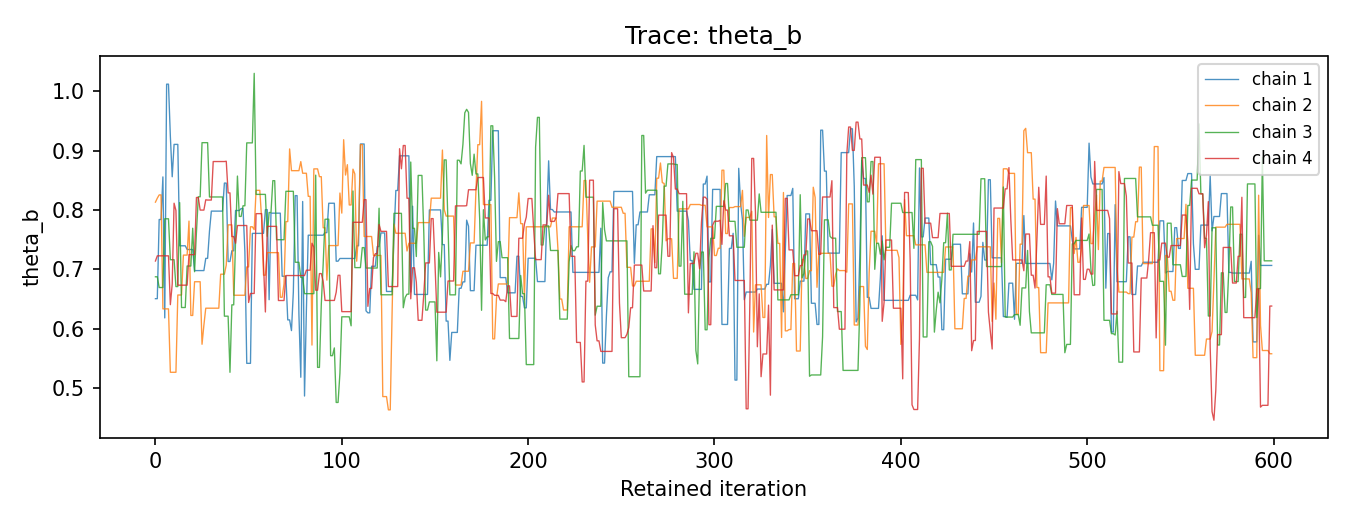 Trace: theta_b
theta_b
1.0
0.9
0.8
0.7
0.6
0.5
chain 1
chain 2
chain 3
chain 4
0 100 200 300 400 500 600
Retained iteration